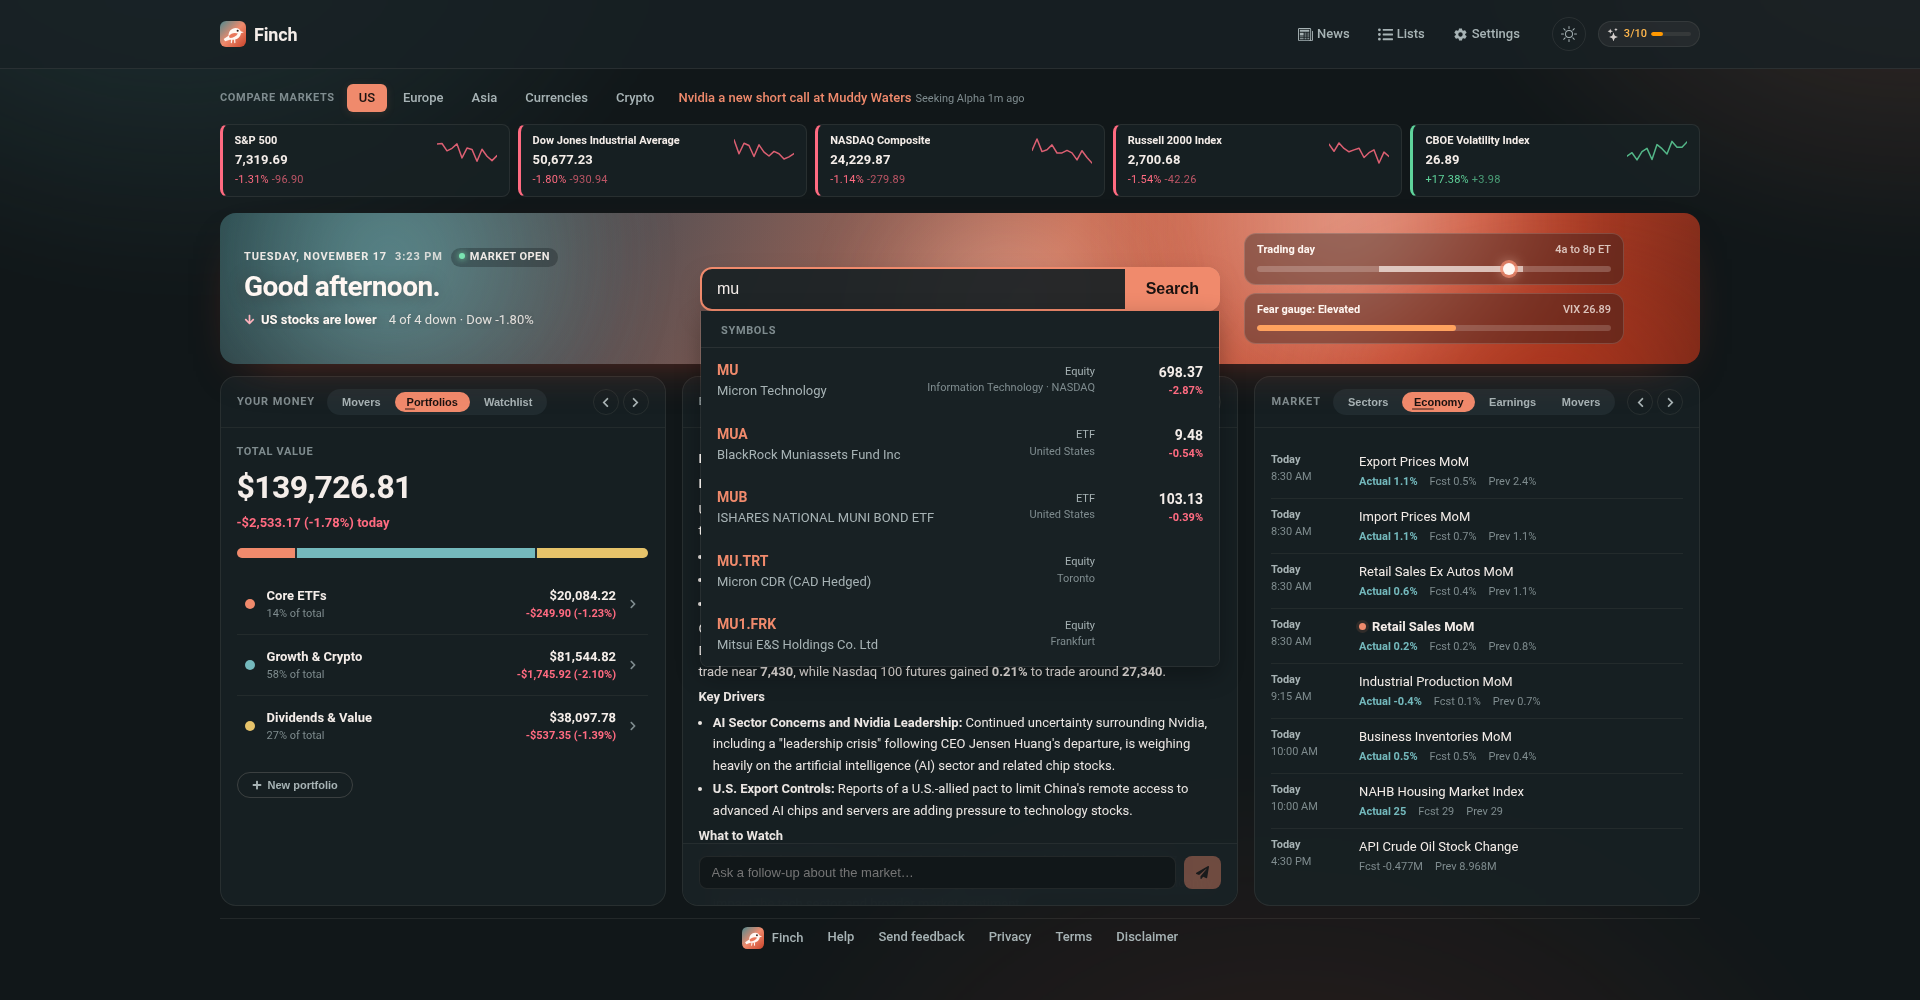 Finch
News
Lists
Settings
3/10
COMPARE MARKETS
US
Europe
Asia
Currencies
Crypto
Nvidia a new short call at Muddy Waters Seeking Alpha 1m ago
S&P 500
7,319.69
-1.31% -96.90
Dow Jones Industrial Average
50,677.23
-1.80% -930.94
NASDAQ Composite
24,229.87
-1.14% -279.89
Russell 2000 Index
2,700.68
-1.54% -42.26
CBOE Volatility Index
26.89
+17.38% +3.98
TUESDAY, NOVEMBER 17 3:23 PM MARKET OPEN
Good afternoon.
US stocks are lower 4 of 4 down · Dow -1.80%
mu
Search
Trading day 4a to 8p ET
Fear gauge: Elevated VIX 26.89
SYMBOLS
MU Equity 698.37
Micron Technology Information Technology · NASDAQ -2.87%
MUA ETF 9.48
BlackRock Muniassets Fund Inc United States -0.54%
MUB ETF 103.13
ISHARES NATIONAL MUNI BOND ETF United States -0.39%
MU.TRT Equity
Micron CDR (CAD Hedged) Toronto
MU1.FRK Equity
Mitsui E&S Holdings Co. Ltd Frankfurt
YOUR MONEY
Movers
Portfolios
Watchlist
TOTAL VALUE
$139,726.81
-$2,533.17 (-1.78%) today
Core ETFs $20,084.22
14% of total -$249.90 (-1.23%)
Growth & Crypto $81,544.82
58% of total -$1,745.92 (-2.10%)
Dividends & Value $38,097.78
27% of total -$537.35 (-1.39%)
New portfolio
trade near 7,430, while Nasdaq 100 futures gained 0.21% to trade around 27,340.
Key Drivers
• AI Sector Concerns and Nvidia Leadership: Continued uncertainty surrounding Nvidia,
including a "leadership crisis" following CEO Jensen Huang's departure, is weighing
heavily on the artificial intelligence (AI) sector and related chip stocks.
• U.S. Export Controls: Reports of a U.S.-allied pact to limit China's remote access to
advanced AI chips and servers are adding pressure to technology stocks.
What to Watch
Ask a follow-up about the market…
MARKET
Sectors
Economy
Earnings
Movers
Today Export Prices MoM
8:30 AM Actual 1.1% Fcst 0.5% Prev 2.4%
Today Import Prices MoM
8:30 AM Actual 1.1% Fcst 0.7% Prev 1.1%
Today Retail Sales Ex Autos MoM
8:30 AM Actual 0.6% Fcst 0.4% Prev 1.1%
Today Retail Sales MoM
8:30 AM Actual 0.2% Fcst 0.2% Prev 0.8%
Today Industrial Production MoM
9:15 AM Actual -0.4% Fcst 0.1% Prev 0.7%
Today Business Inventories MoM
10:00 AM Actual 0.5% Fcst 0.5% Prev 0.4%
Today NAHB Housing Market Index
10:00 AM Actual 25 Fcst 29 Prev 29
Today API Crude Oil Stock Change
4:30 PM Fcst -0.477M Prev 8.968M
Finch
Help
Send feedback
Privacy
Terms
Disclaimer